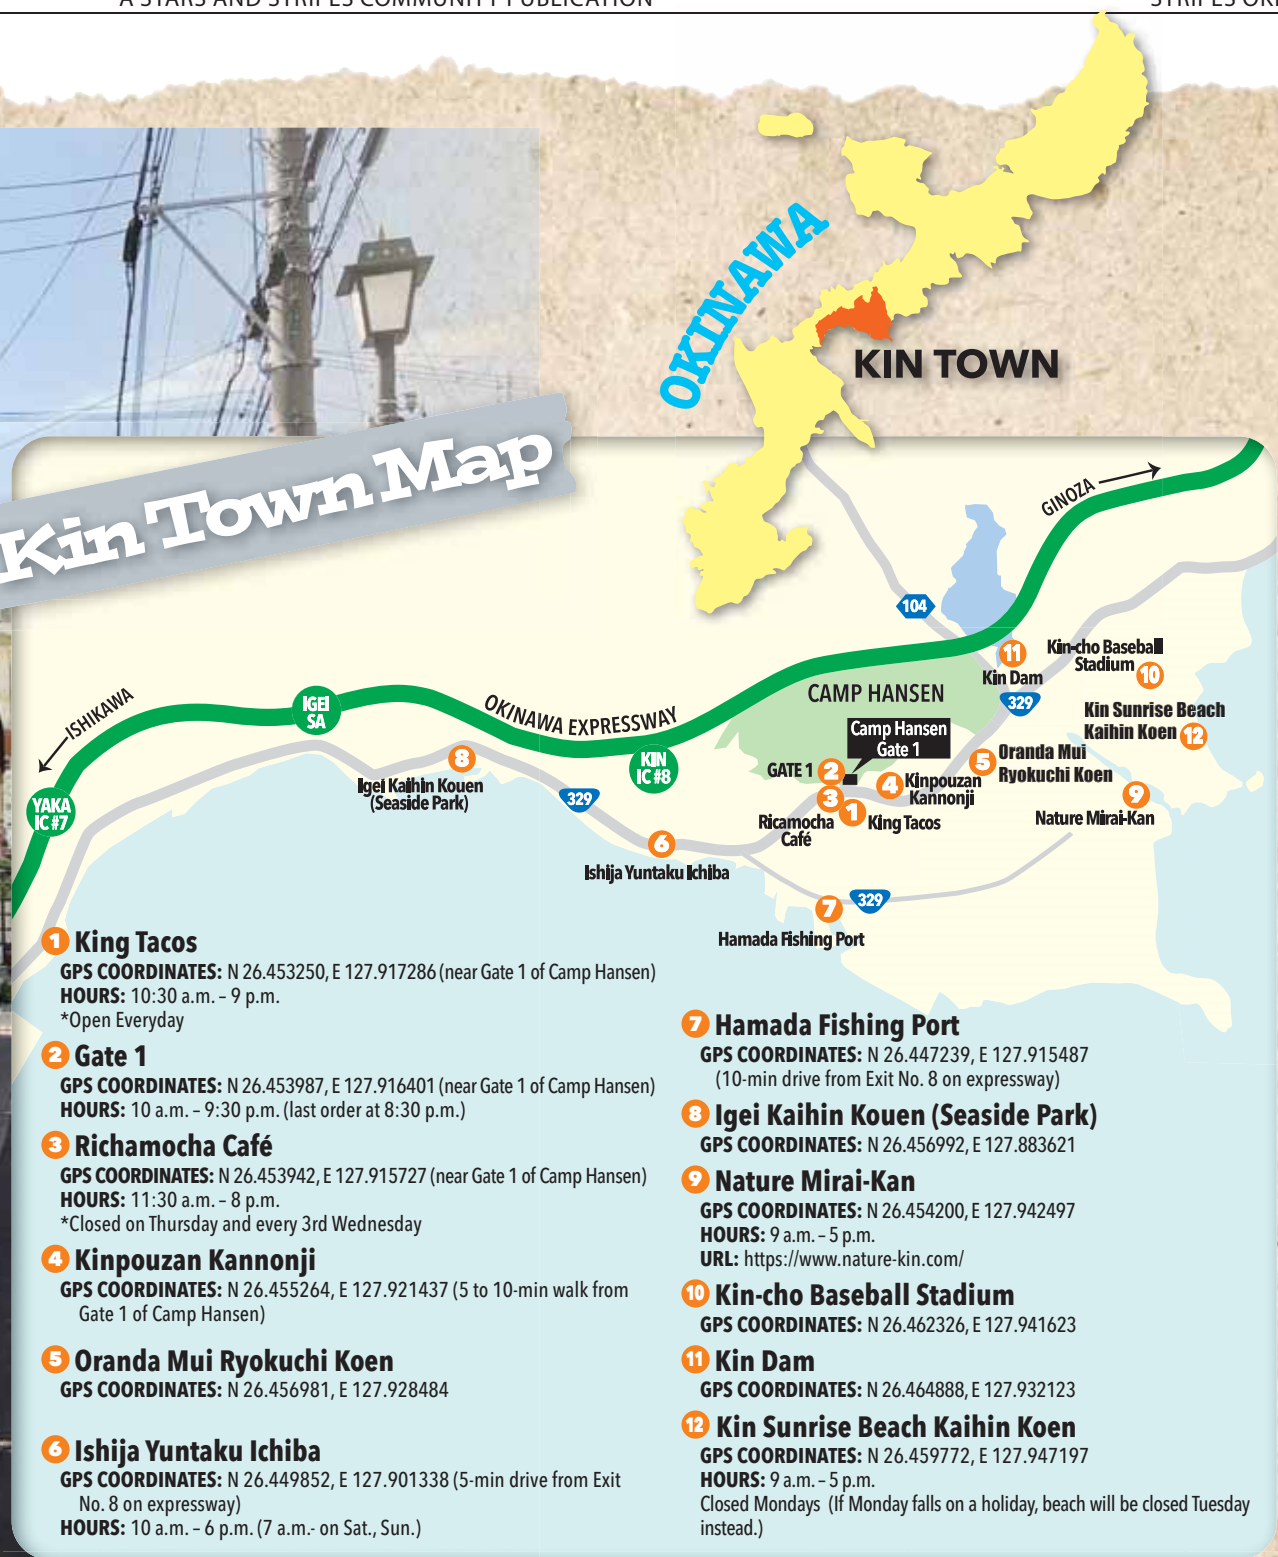 A STARS AND STRIPES COMMUNITY PUBLICATION
OKINAWA
KIN TOWN
Kin Town Map
GINOZA
104
11
Kin Dam
Kin-cho Baseball
Stadium
10
329
CAMP HANSEN
Kin Sunrise Beach
Kaihin Koen
12
ISHIKAWA
IGEI
SA
OKINAWA EXPRESSWAY
Camp Hansen
Gate 1
5
Oranda Mui
Ryokuchi Koen
8
Igei Kaihin Kouen
(Seaside Park)
KIN
IC #8
GATE 1
2
4
Kinpouzan
Kannonji
9
Nature Mirai-Kan
YAKA
IC #7
329
3
Ricamocha
Café
1
King Tacos
6
Ishija Yuntaku Ichiba
7
329
Hamada Fishing Port
1 King Tacos
GPS COORDINATES: N 26.453250, E 127.917286 (near Gate 1 of Camp Hansen)
HOURS: 10:30 a.m. – 9 p.m.
*Open Everyday
2 Gate 1
GPS COORDINATES: N 26.453987, E 127.916401 (near Gate 1 of Camp Hansen)
HOURS: 10 a.m. – 9:30 p.m. (last order at 8:30 p.m.)
3 Richamocha Café
GPS COORDINATES: N 26.453942, E 127.915727 (near Gate 1 of Camp Hansen)
HOURS: 11:30 a.m. – 8 p.m.
*Closed on Thursday and every 3rd Wednesday
4 Kinpouzan Kannonji
GPS COORDINATES: N 26.455264, E 127.921437 (5 to 10-min walk from
Gate 1 of Camp Hansen)
5 Oranda Mui Ryokuchi Koen
GPS COORDINATES: N 26.456981, E 127.928484
6 Ishija Yuntaku Ichiba
GPS COORDINATES: N 26.449852, E 127.901338 (5-min drive from Exit
No. 8 on expressway)
HOURS: 10 a.m. – 6 p.m. (7 a.m.- on Sat., Sun.)
7 Hamada Fishing Port
GPS COORDINATES: N 26.447239, E 127.915487
(10-min drive from Exit No. 8 on expressway)
8 Igei Kaihin Kouen (Seaside Park)
GPS COORDINATES: N 26.456992, E 127.883621
9 Nature Mirai-Kan
GPS COORDINATES: N 26.454200, E 127.942497
HOURS: 9 a.m. – 5 p.m.
URL: https://www.nature-kin.com/
10 Kin-cho Baseball Stadium
GPS COORDINATES: N 26.462326, E 127.941623
11 Kin Dam
GPS COORDINATES: N 26.464888, E 127.932123
12 Kin Sunrise Beach Kaihin Koen
GPS COORDINATES: N 26.459772, E 127.947197
HOURS: 9 a.m. – 5 p.m.
Closed Mondays (If Monday falls on a holiday, beach will be closed Tuesday
instead.)